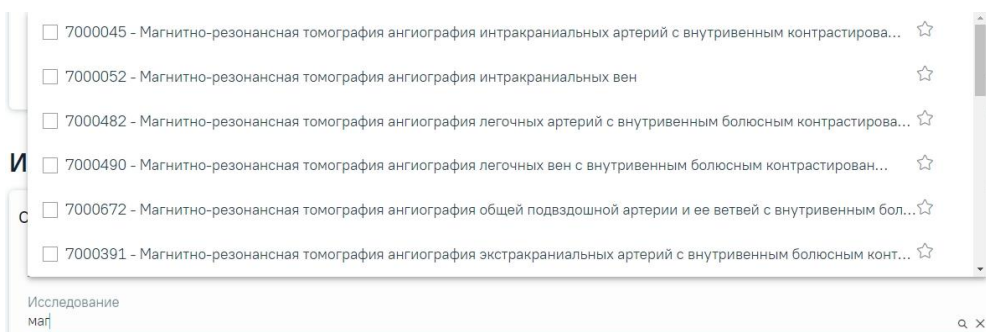 7000045 - Магнитно-резонансная томография ангиография интракраниальных артерий с внутривенным контрастирова...
7000052 - Магнитно-резонансная томография ангиография интракраниальных вен
7000482 - Магнитно-резонансная томография ангиография легочных артерий с внутривенным болюсным контрастирова...
7000490 - Магнитно-резонансная томография ангиография легочных вен с внутривенным болюсным контрастирован...
И
7000672 - Магнитно-резонансная томография ангиография общей подвздошной артерии и ее ветвей с внутривенным бол...
С
7000391 - Магнитно-резонансная томография ангиография экстракраниальных артерий с внутривенным болюсным конт...
Исследование
маг